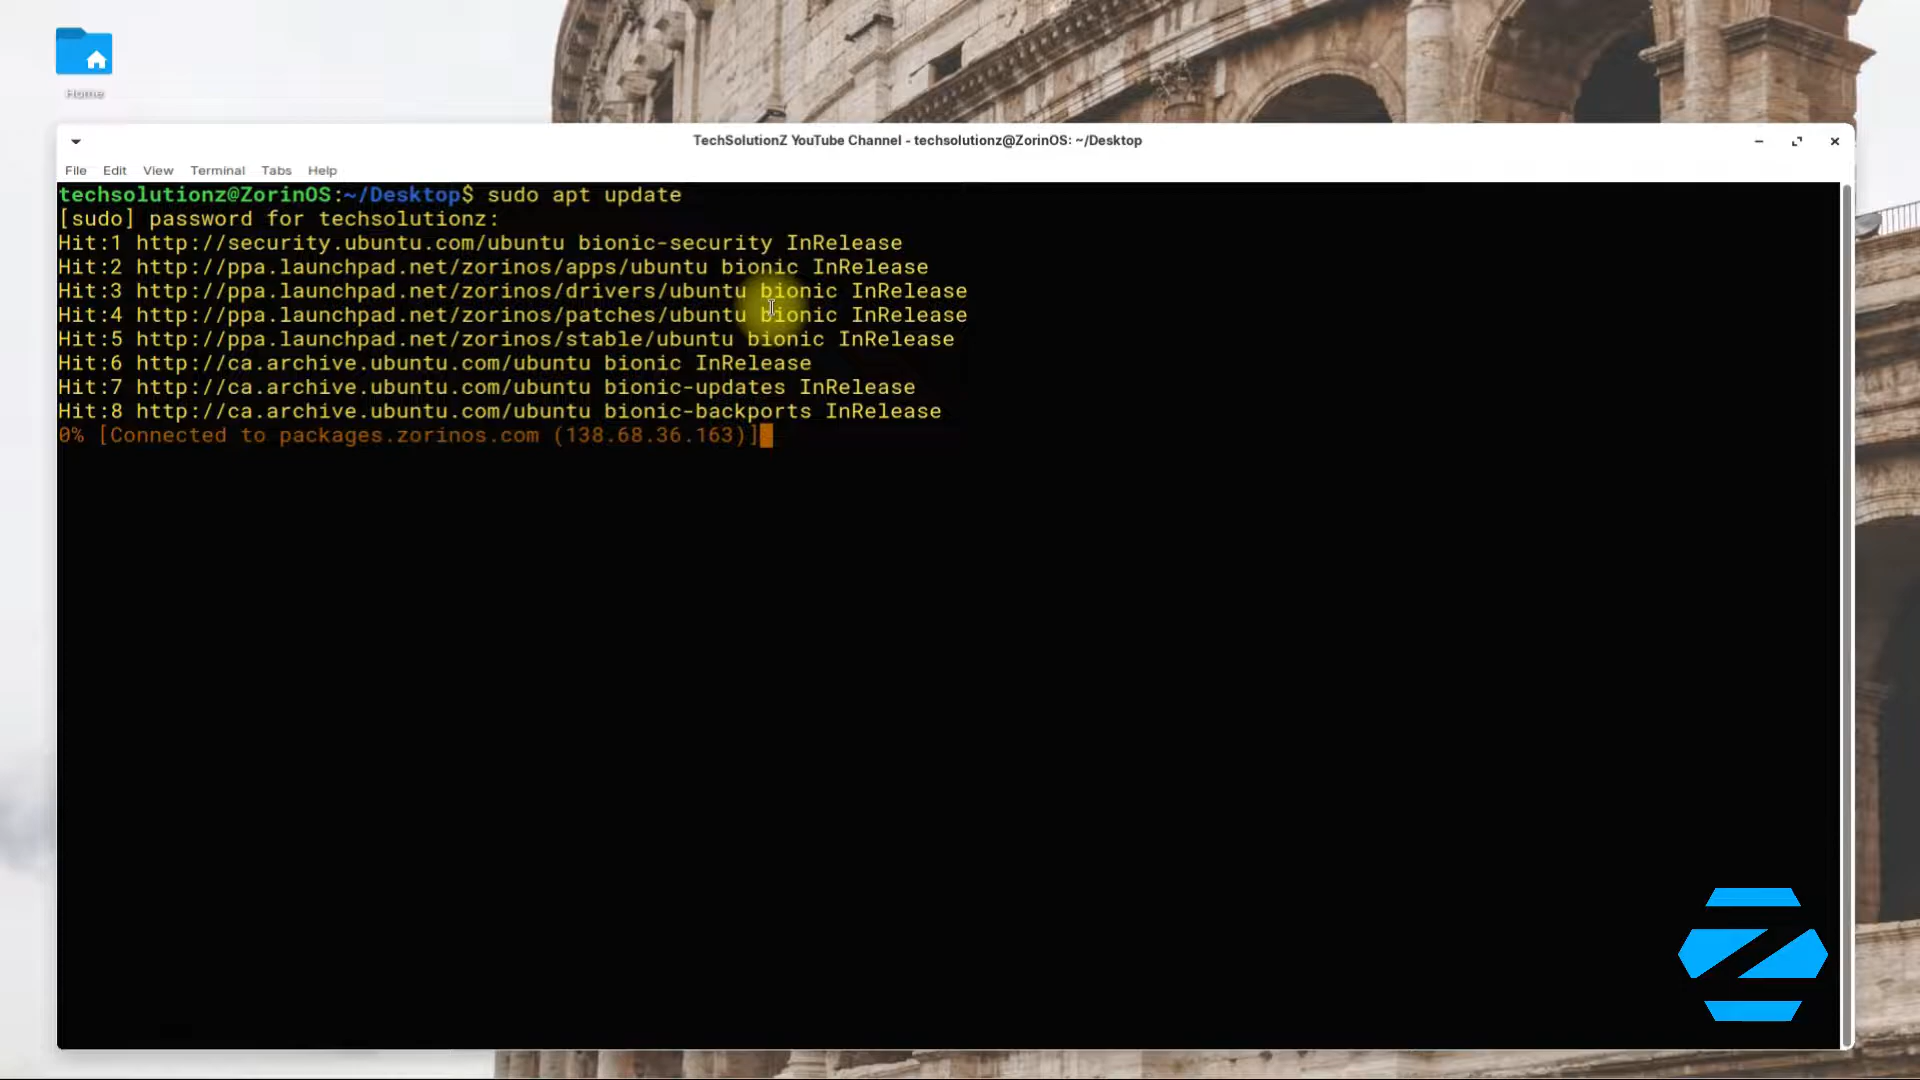 Home
TechSolutionZ YouTube Channel - techsolutionz@ZorinOS: ~/Desktop
File Edit View Terminal Tabs Help
techsolutionz@ZorinOS:~/Desktop$ sudo apt update
[sudo] password for techsolutionz:
Hit:1 http://security.ubuntu.com/ubuntu bionic-security InRelease
Hit:2 http://ppa.launchpad.net/zorinos/apps/ubuntu bionic InRelease
Hit:3 http://ppa.launchpad.net/zorinos/drivers/ubuntu bionic InRelease
Hit:4 http://ppa.launchpad.net/zorinos/patches/ubuntu bionic InRelease
Hit:5 http://ppa.launchpad.net/zorinos/stable/ubuntu bionic InRelease
Hit:6 http://ca.archive.ubuntu.com/ubuntu bionic InRelease
Hit:7 http://ca.archive.ubuntu.com/ubuntu bionic-updates InRelease
Hit:8 http://ca.archive.ubuntu.com/ubuntu bionic-backports InRelease
0% [Connected to packages.zorinos.com (138.68.36.163)]